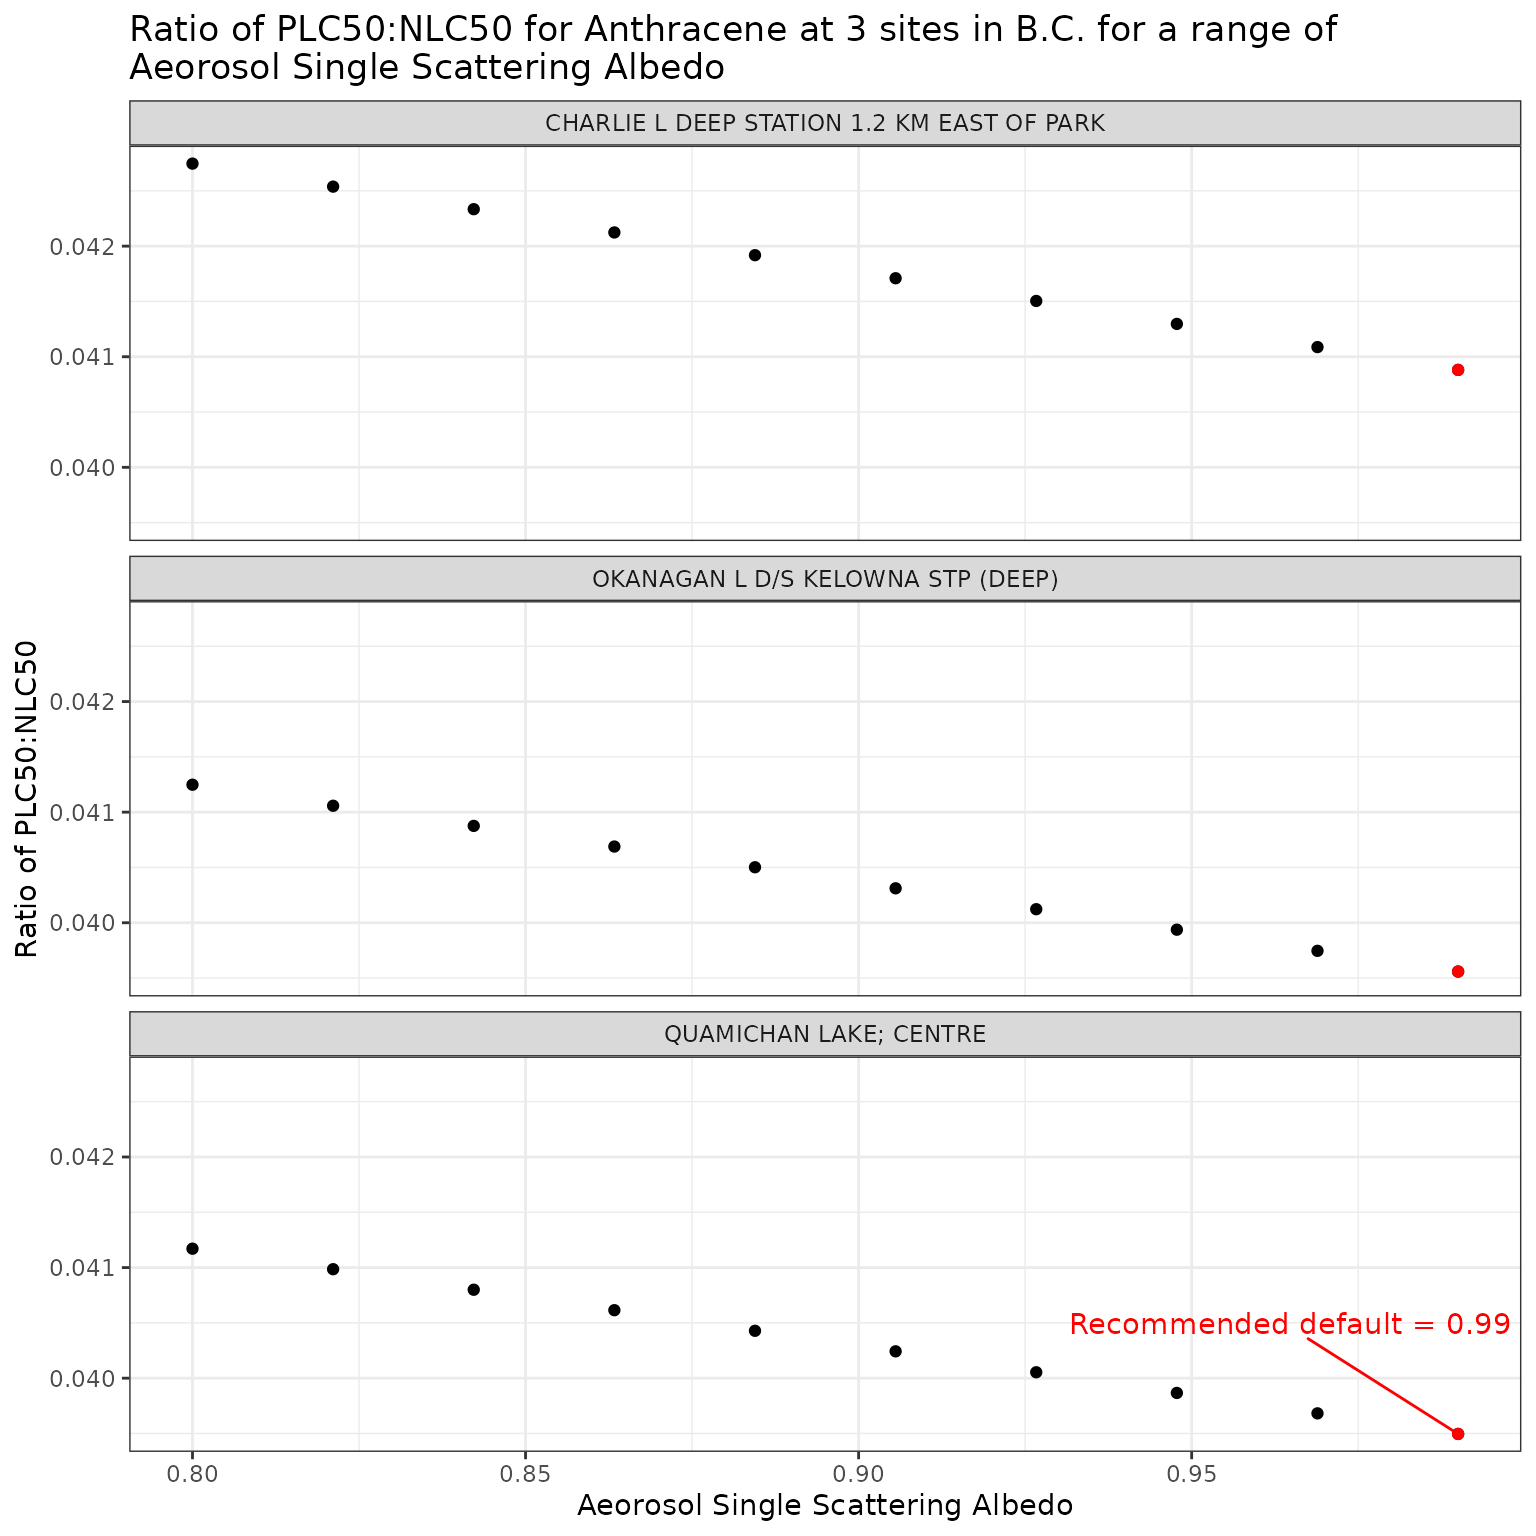 Ratio of PLC50:NLC50 for Anthracene at 3 sites in B.C. for a range of
Aeorosol Single Scattering Albedo
CHARLIE L DEEP STATION 1.2 KM EAST OF PARK
0.042
0.041
0.040
OKANAGAN L D/S KELOWNA STP (DEEP)
0.042
0.041
0.040
Ratio of PLC50:NLC50
QUAMICHAN LAKE; CENTRE
0.042
0.041
0.040
Recommended default = 0.99
0.80
0.85
0.90
0.95
Aeorosol Single Scattering Albedo